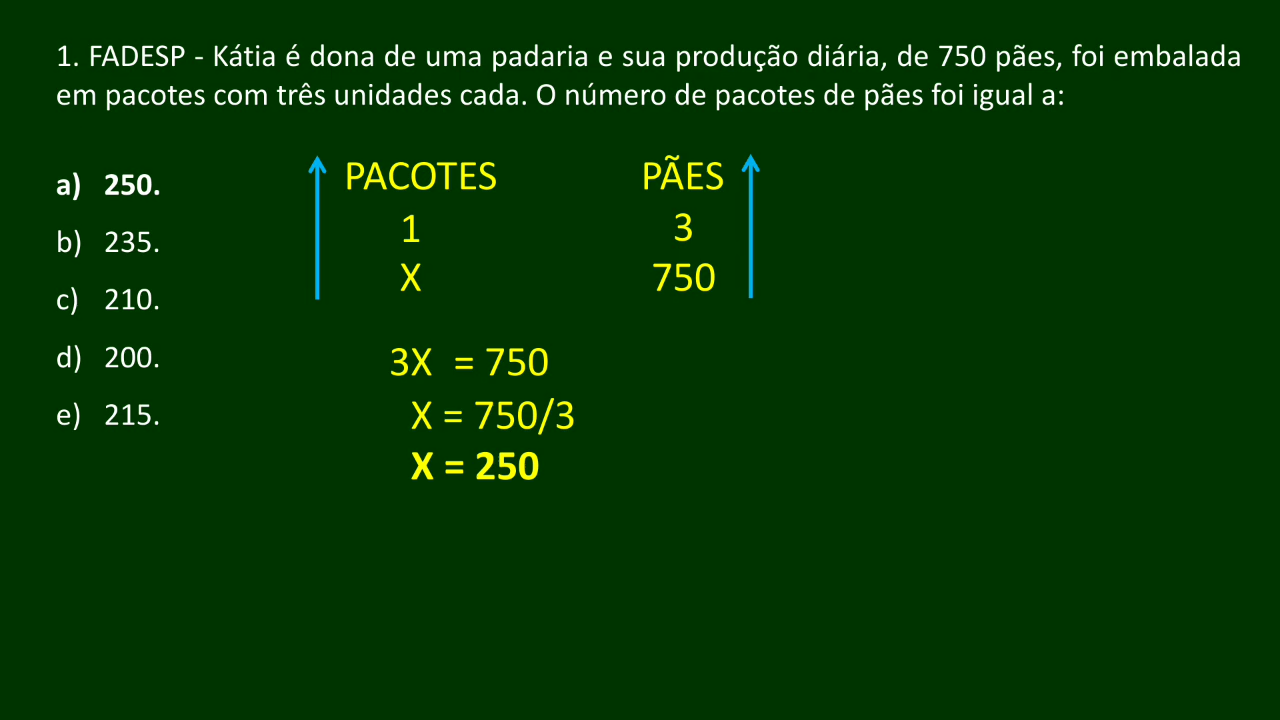 1. FADESP - Kátia é dona de uma padaria e sua produção diária, de 750 pães, foi embalada
em pacotes com três unidades cada. O número de pacotes de pães foi igual a:
a) 250.
b) 235.
c) 210.
d) 200.
e) 215.
PACOTES PÃES
1 3
X 750
3X = 750
X = 750/3
X = 250